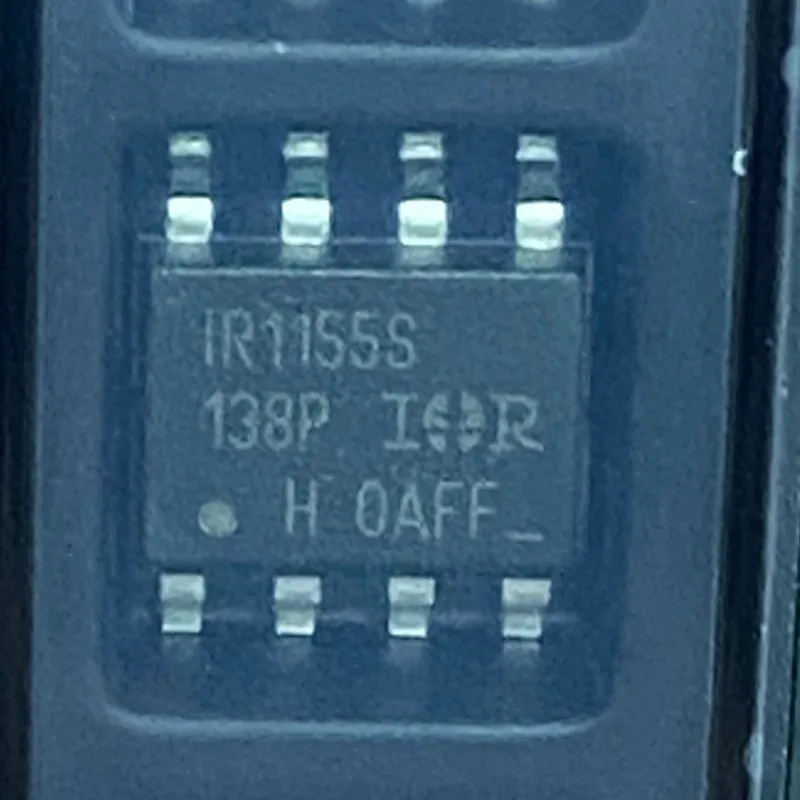 IR1155S
138P IOR
H 0AFF_